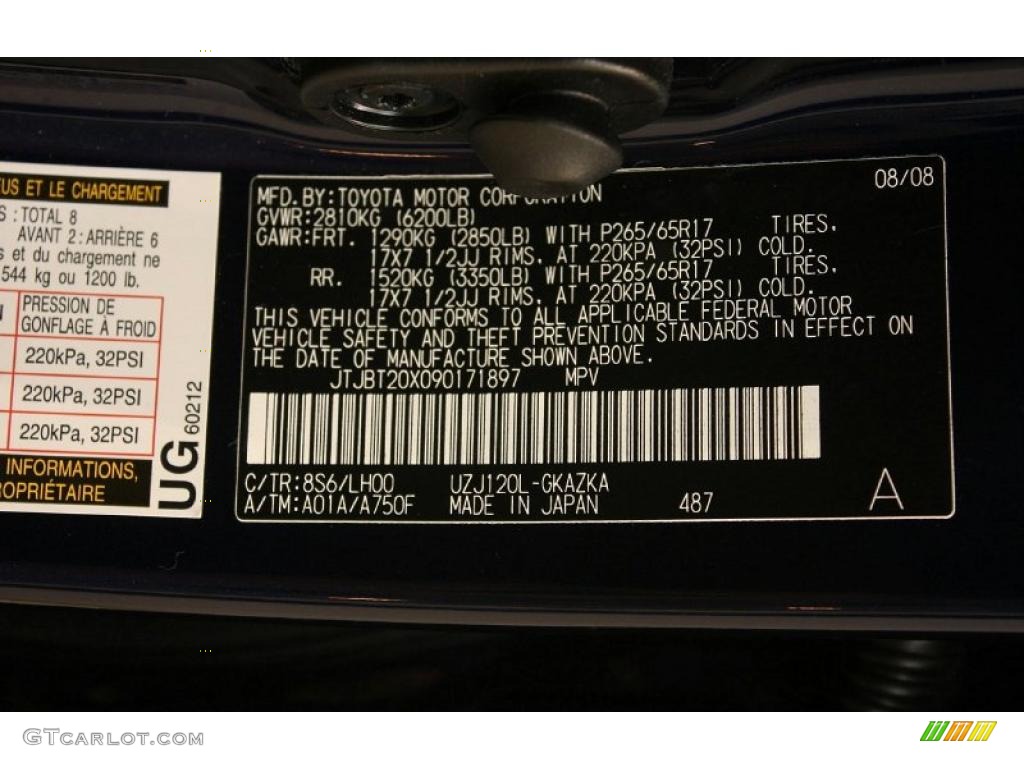 US ET LE CHARGEMENT
S : TOTAL 8
AVANT 2 : ARRIÈRE 6
s et du chargement ne
544 kg ou 1200 lb.
PRESSION DE
GONFLAGE À FROID
220kPa, 32PSI
220kPa, 32PSI
220kPa, 32PSI
INFORMATIONS,
OPRIÉTAIRE
UG 60212
08/08
MFD. BY: TOYOTA MOTOR CORPORATION
GVWR: 2810KG (6200LB)
GAWR: FRT. 1290KG (2850LB) WITH P265/65R17 TIRES.
17X7 1/2JJ RIMS. AT 220KPA (32PSI) COLD.
RR. 1520KG (3350LB) WITH P265/65R17 TIRES.
17X7 1/2JJ RIMS. AT 220KPA (32PSI) COLD.
THIS VEHICLE CONFORMS TO ALL APPLICABLE FEDERAL MOTOR
VEHICLE SAFETY AND THEFT PREVENTION STANDARDS IN EFFECT ON
THE DATE OF MANUFACTURE SHOWN ABOVE.
JTJBT20X090171897 MPV
C/TR: 8S6/LH00 UZJ120L-GKAZKA
A/TM: A01A/A750F MADE IN JAPAN 487 A
GTCARLOT.COM